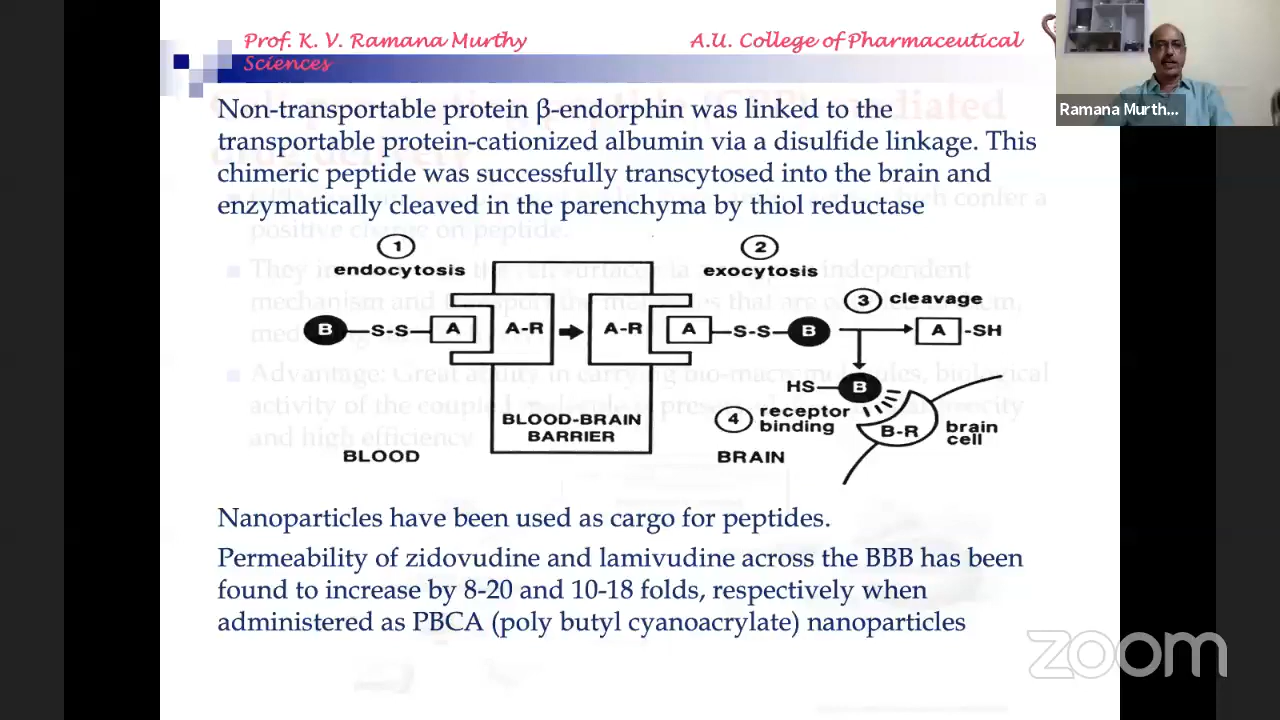 Prof. K. V. Ramana Murthy A.U. College of Pharmaceutical
Sciences
Ramana Murth...
Non-transportable protein β-endorphin was linked to the
transportable protein-cationized albumin via a disulfide linkage. This
chimeric peptide was successfully transcytosed into the brain and
enzymatically cleaved in the parenchyma by thiol reductase
1 2
endocytosis exocytosis
3 cleavage
B S-S A A-R A-R A S-S B A -SH
HS B
4 receptor
binding
B-R brain
cell
BLOOD-BRAIN
BARRIER
BLOOD BRAIN
Nanoparticles have been used as cargo for peptides.
Permeability of zidovudine and lamivudine across the BBB has been
found to increase by 8-20 and 10-18 folds, respectively when
administered as PBCA (poly butyl cyanoacrylate) nanoparticles
zoom